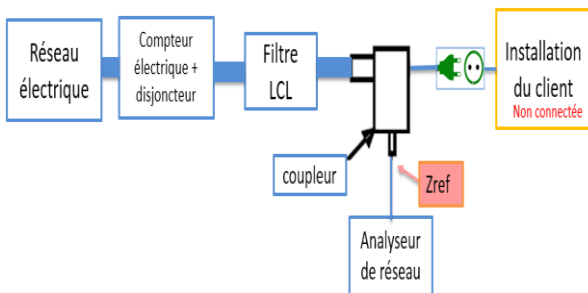 Réseau
électrique
Compteur
électrique +
disjoncteur
Filtre
LCL
Installation
du client
Non connectée
coupleur
Zref
Analyseur
de réseau